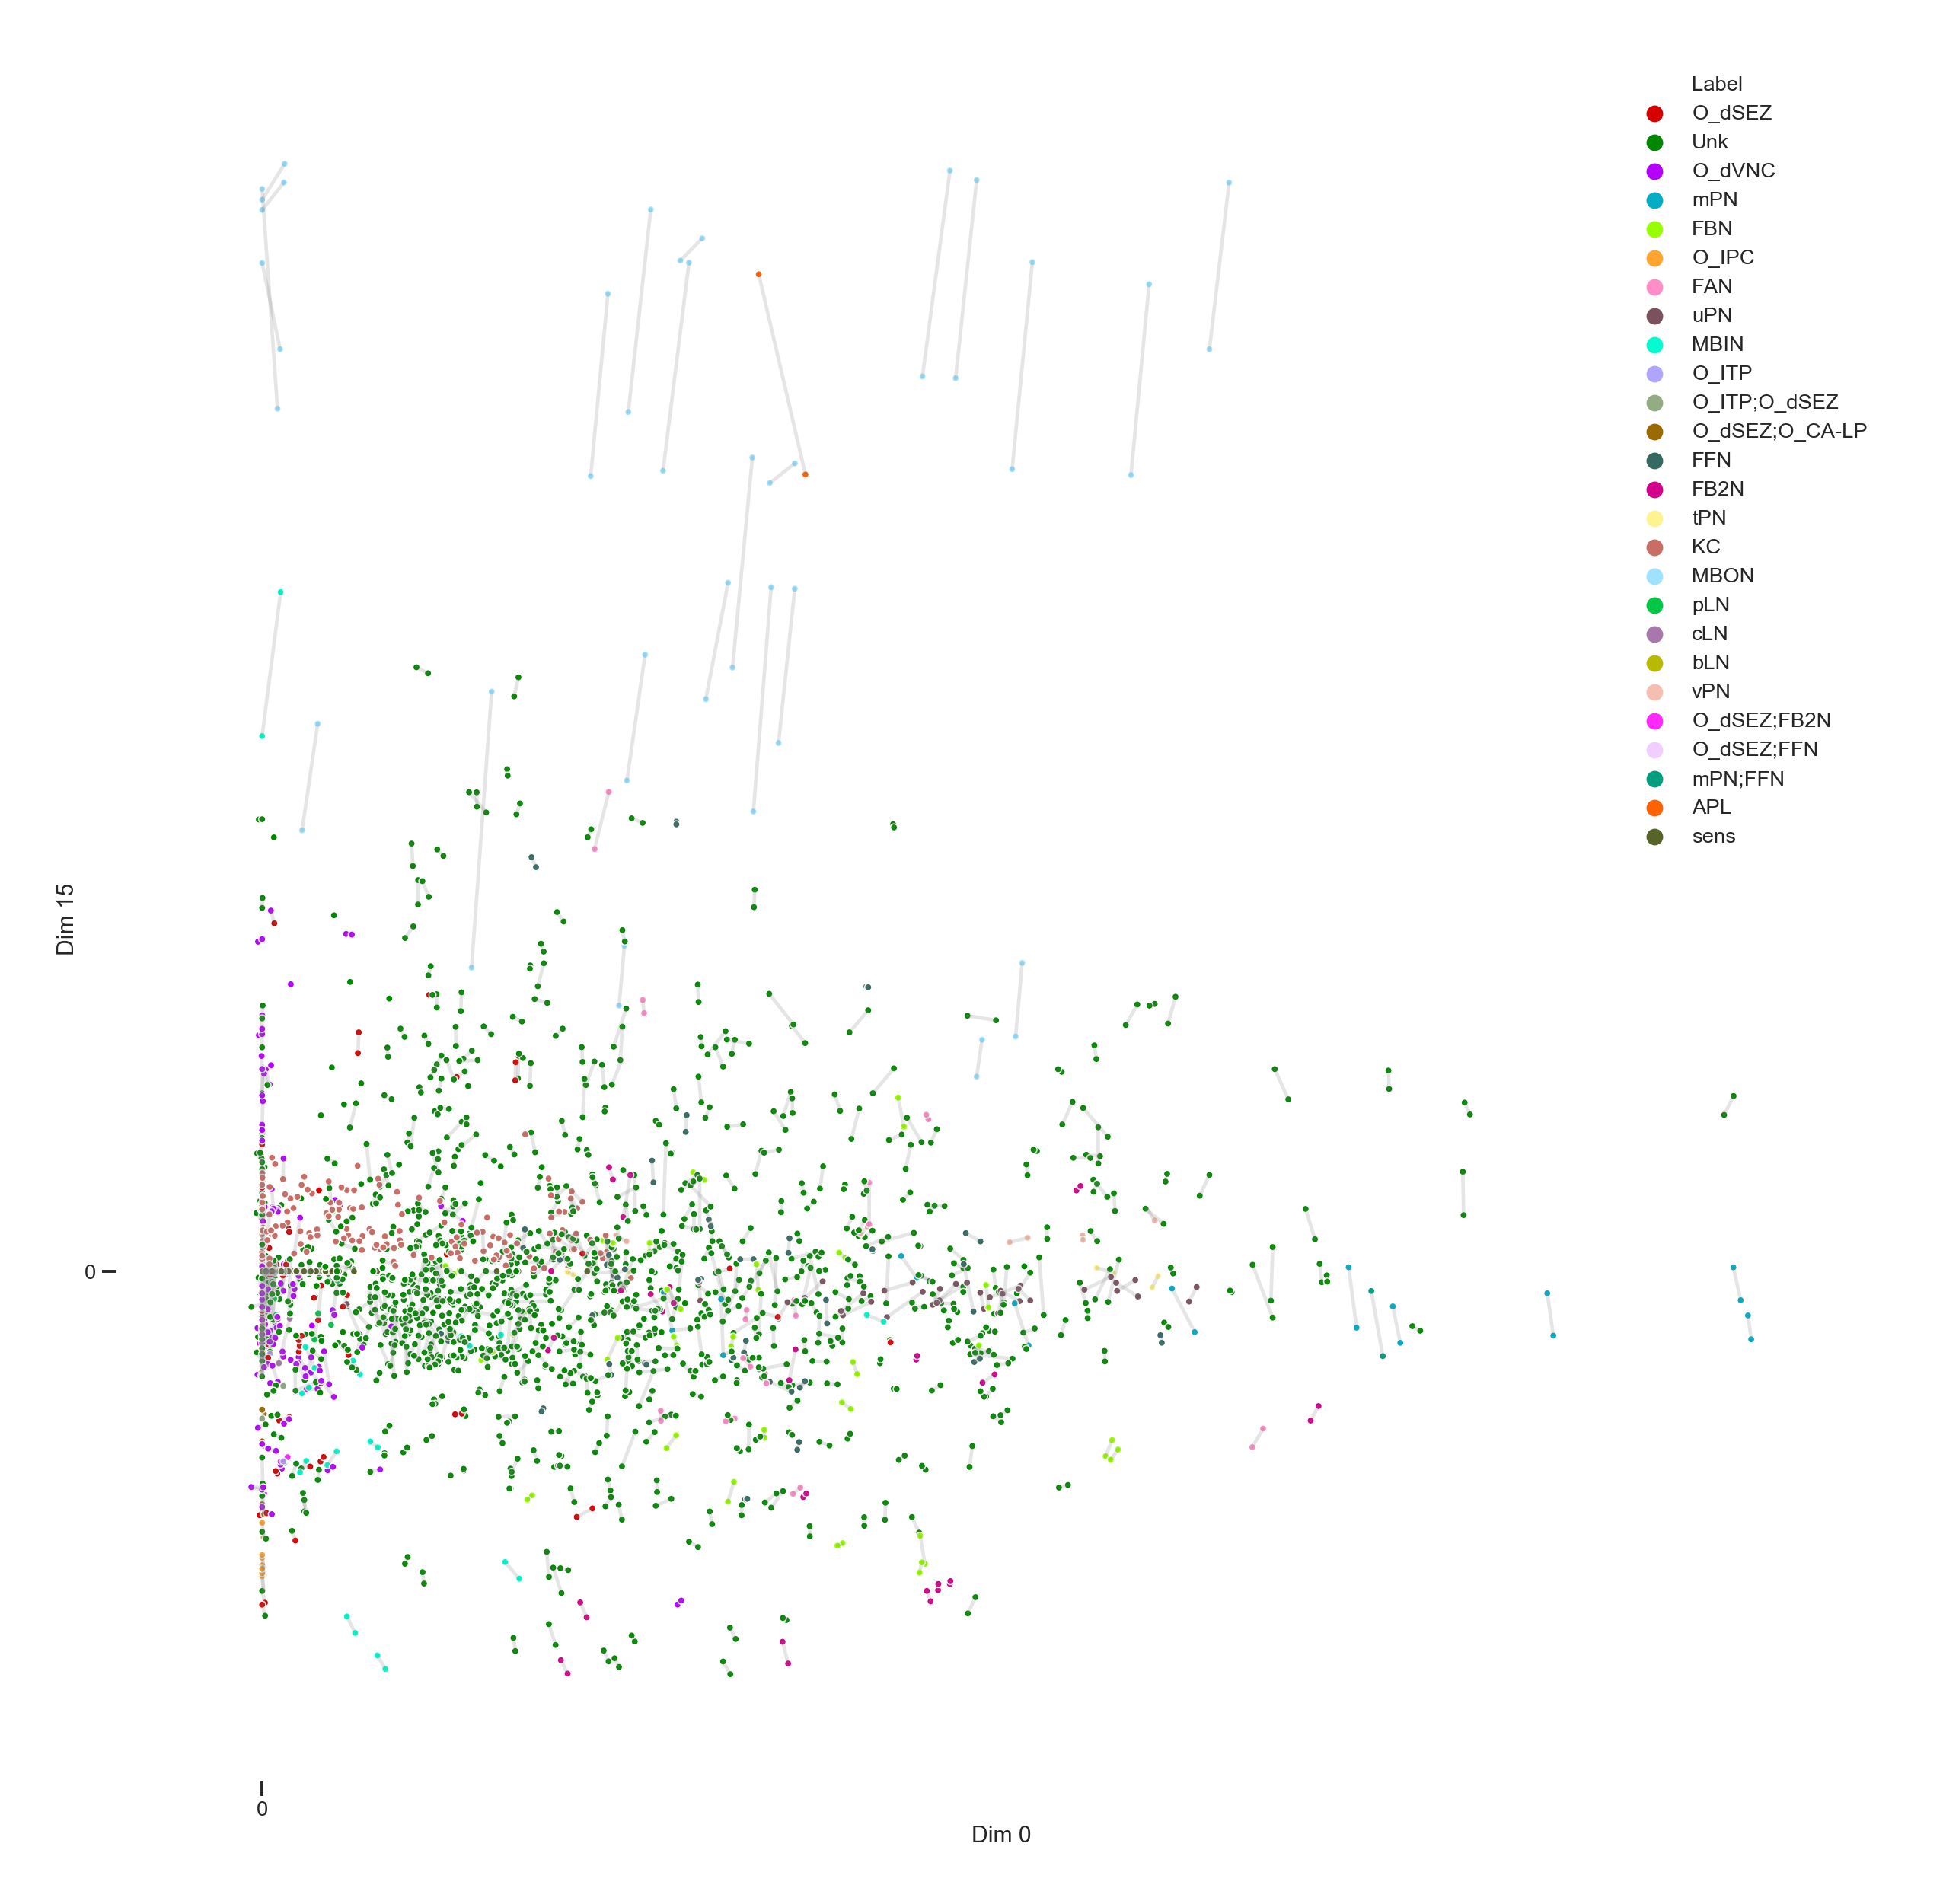 Label
O_dSEZ
Unk
O_dVNC
mPN
FBN
O_IPC
FAN
uPN
MBIN
O_ITP
O_ITP;O_dSEZ
O_dSEZ;O_CA-LP
FFN
FB2N
tPN
KC
MBON
pLN
cLN
bLN
vPN
O_dSEZ;FB2N
O_dSEZ;FFN
mPN;FFN
APL
sens
Dim 15
0
0
Dim 0